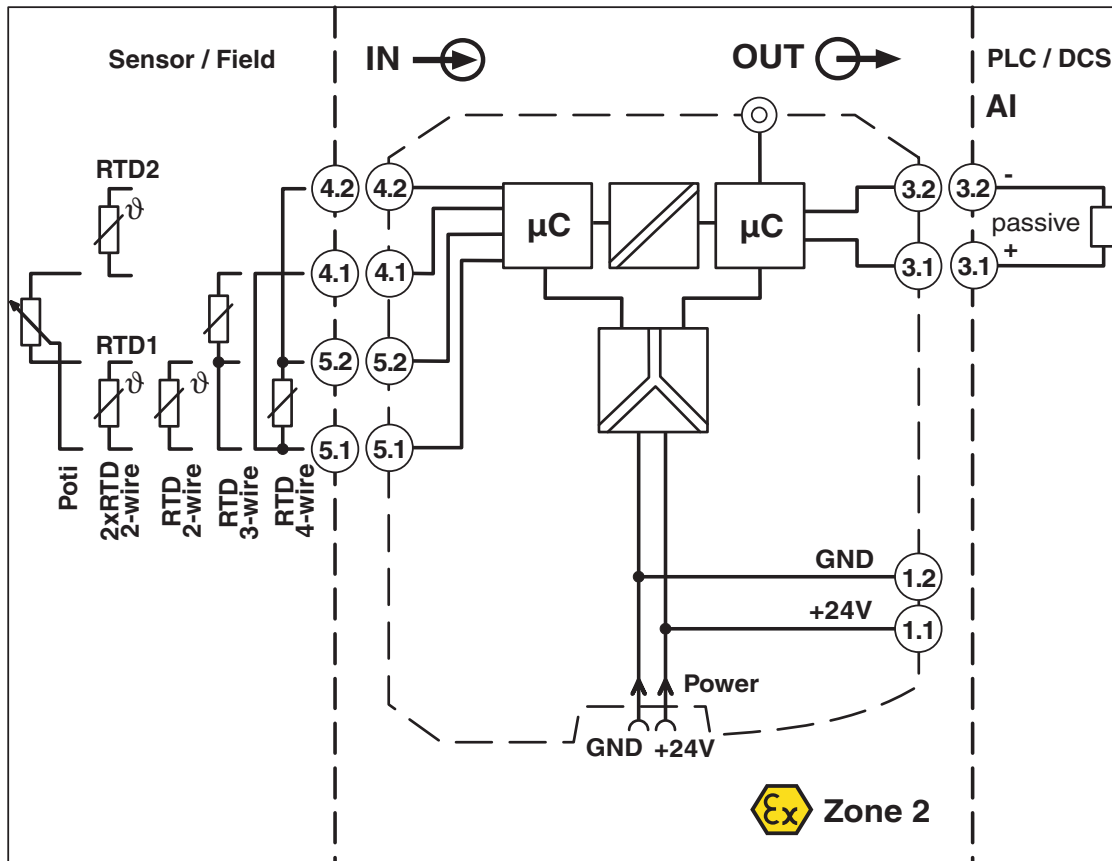 Sensor / Field
IN
OUT
PLC / DCS
AI
RTD2
ϑ
4.2
4.2
µC
µC
3.2
3.2
-
passive
+
4.1
4.1
3.1
3.1
RTD1
ϑ
ϑ
5.2
5.2
5.1
5.1
Poti
2xRTD
2-wire
RTD
2-wire
RTD
3-wire
RTD
4-wire
GND
1.2
+24V
1.1
Power
GND
+24V
Ex
Zone 2